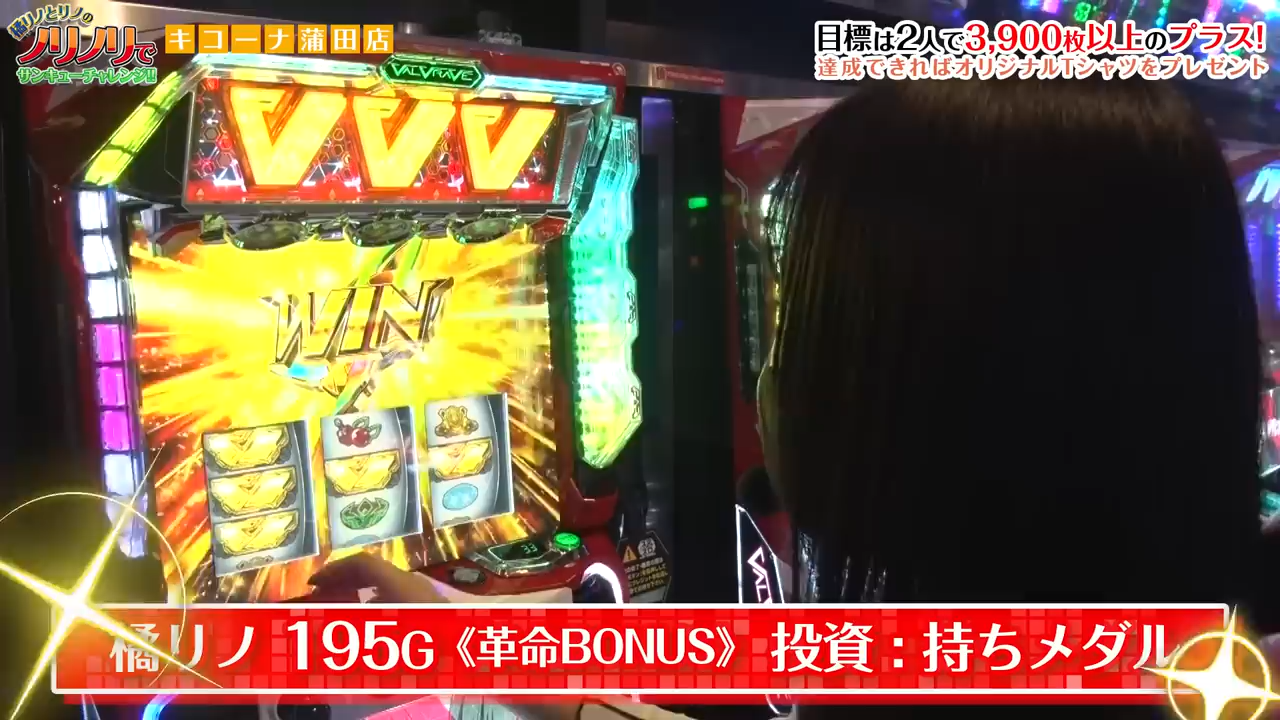 橘リノとリノの
ノリノリで
サンキューチャレンジ!!
キコーナ蒲田店
目標は2人で3,900枚以上のプラス!
達成できればオリジナルTシャツをプレゼント
VALVRAVE
VVV
WIN
33
VALV
橘リノ 195G《革命BONUS》 投資：持ちメダル